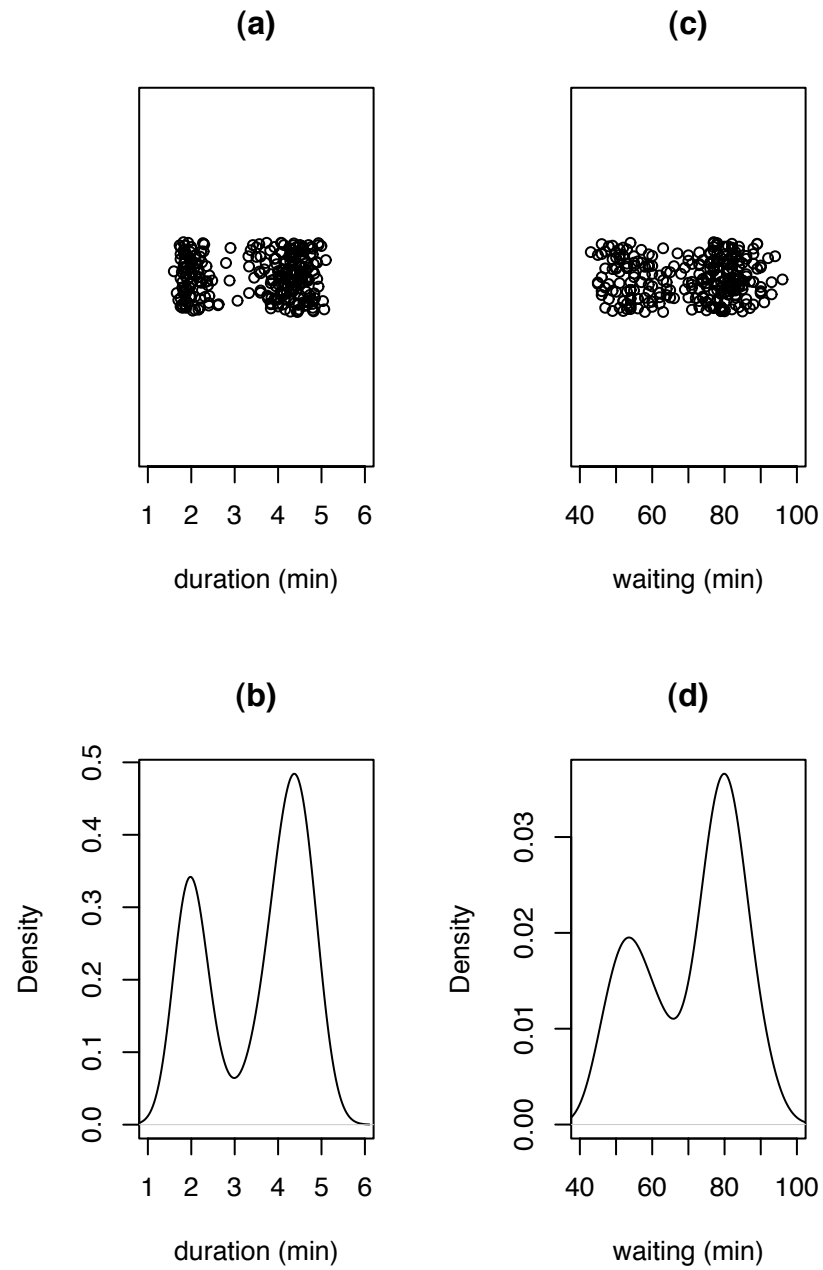 (a)
1 2 3 4 5 6
duration (min)
(c)
40 60 80 100
waiting (min)
(b)
Density
0.0 0.1 0.2 0.3 0.4 0.5
1 2 3 4 5 6
duration (min)
(d)
Density
0.00 0.01 0.02 0.03
40 60 80 100
waiting (min)